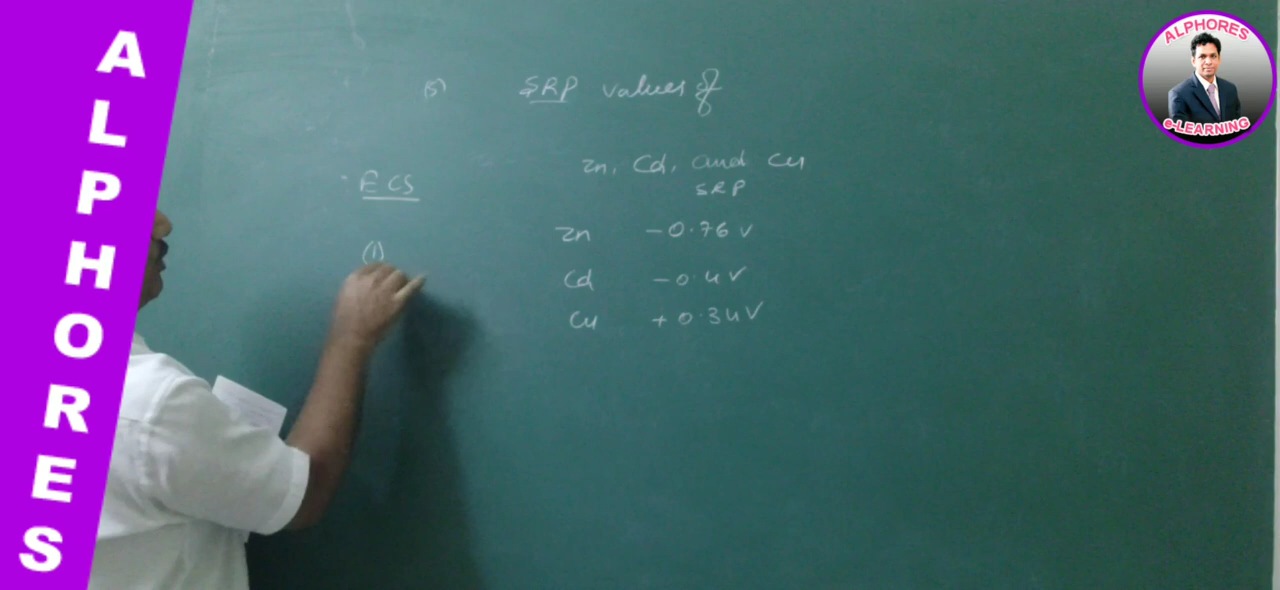 ALPHORES
ALPHORES
e-LEARNING
(5) SRP values of
Zn, Cd, and Cu
ECS
SRP
(1)
Zn -0.76 V
Cd -0.4 V
Cu +0.34 V